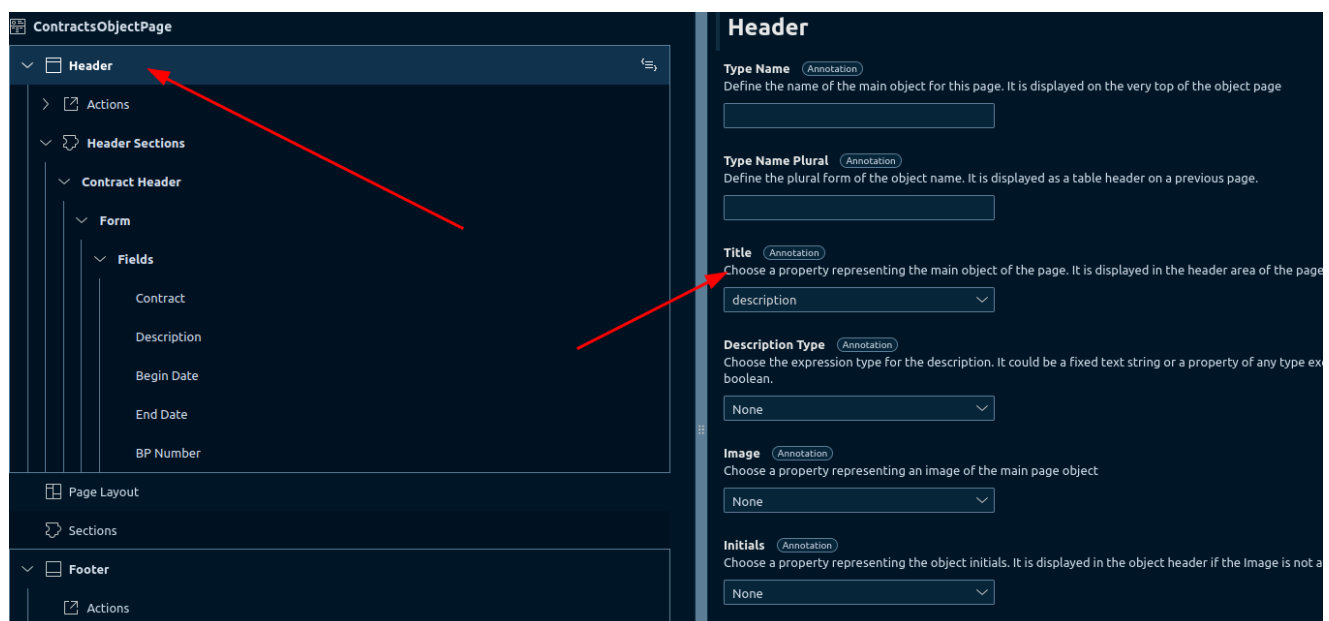 ContractsObjectPage
Header
Actions
Header Sections
Contract Header
Form
Fields
Contract
Description
Begin Date
End Date
BP Number
Page Layout
Sections
Footer
Actions
Header
Type Name Annotation
Define the name of the main object for this page. It is displayed on the very top of the object page
Type Name Plural Annotation
Define the plural form of the object name. It is displayed as a table header on a previous page.
Title Annotation
Choose a property representing the main object of the page. It is displayed in the header area of the page
description
Description Type Annotation
Choose the expression type for the description. It could be a fixed text string or a property of any type ex
boolean.
None
Image Annotation
Choose a property representing an image of the main page object
None
Initials Annotation
Choose a property representing the object initials. It is displayed in the object header if the Image is not a
None